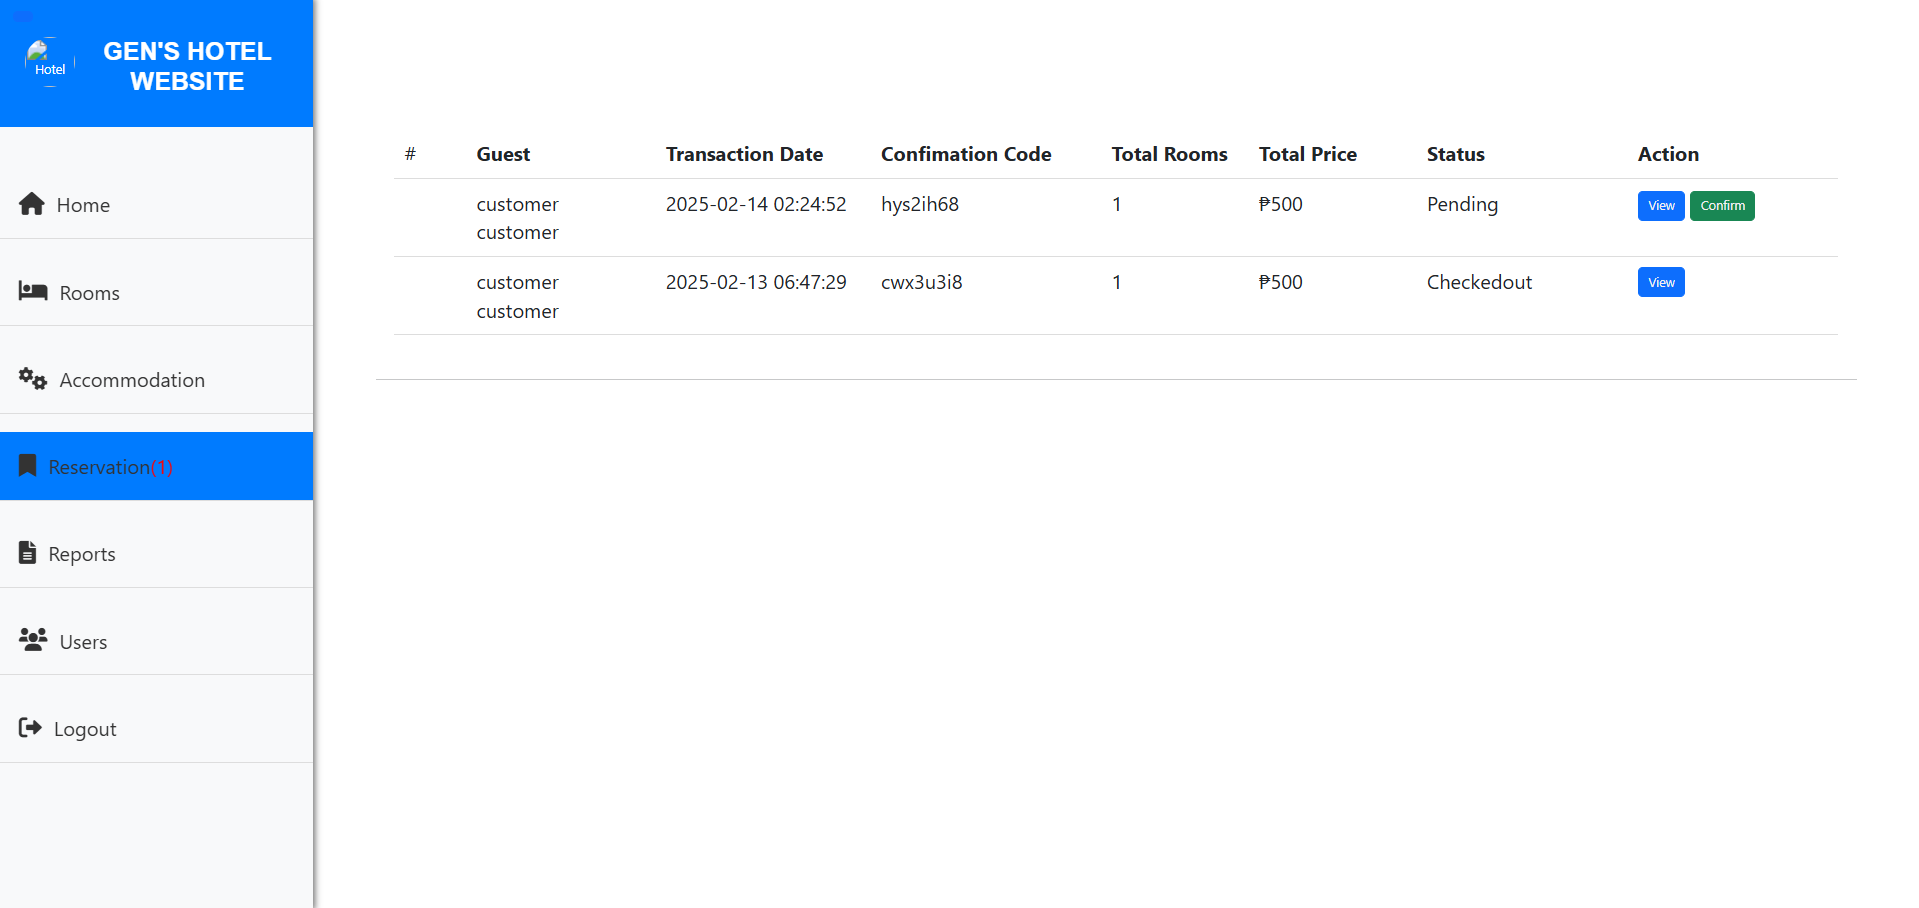 Hotel
GEN'S HOTEL
WEBSITE
Home
Rooms
Accommodation
Reservation(1)
Reports
Users
Logout
# Guest Transaction Date Confimation Code Total Rooms Total Price Status Action
customer 2025-02-14 02:24:52 hys2ih68 1 ₱500 Pending View Confirm
customer
customer 2025-02-13 06:47:29 cwx3u3i8 1 ₱500 Checkedout View
customer